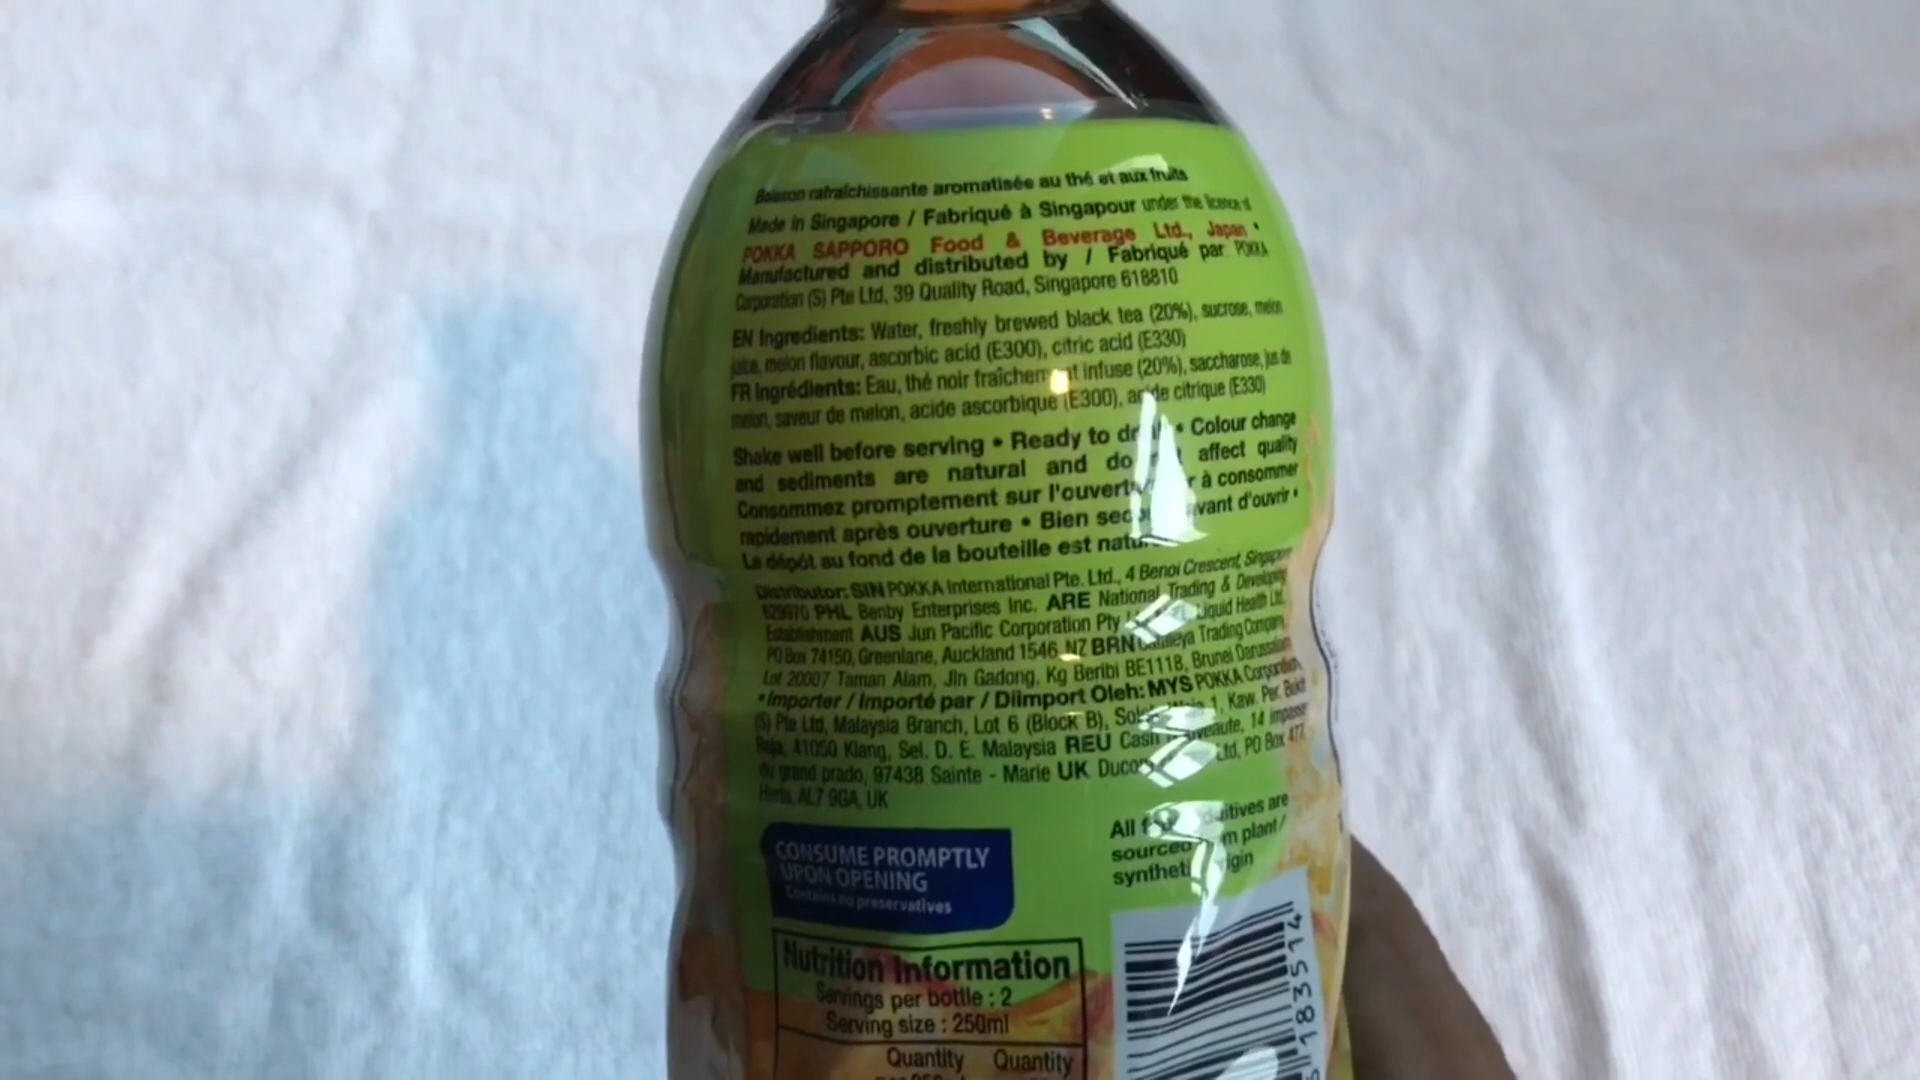 Boisson rafraîchissante aromatisée au thé et aux fruits
Made in Singapore / Fabriqué à Singapour under the licence of
POKKA SAPPORO Food & Beverage Ltd., Japan •
Manufactured and distributed by / Fabriqué par POKKA
Corporation (S) Pte Ltd, 39 Quality Road, Singapore 618810
EN Ingredients: Water, freshly brewed black tea (20%), sucrose, melon
juice, melon flavour, ascorbic acid (E300), citric acid (E330)
FR Ingrédients: Eau, thé noir fraîchement infuse (20%), saccharose, jus de
melon, saveur de melon, acide ascorbique (E300), acide citrique (E330)
Shake well before serving • Ready to drink • Colour change
and sediments are natural and do affect quality
Consommez promptement sur l'ouverture à consommer
rapidement après ouverture • Bien secouer avant d'ouvrir •
Le dépôt au fond de la bouteille est naturel
Distributor: SIN POKKA International Pte. Ltd., 4 Benoi Crescent, Singapore
629970 PHL Benby Enterprises Inc. ARE National Trading & Developing
Establishment AUS Jun Pacific Corporation Pty Liquid Health Ltd,
PO Box 74150, Greenlane, Auckland 1546 NZ BRN Trading Company,
Lot 20007 Taman Alam, Jln Gadong, Kg Beribi BE1118, Brunei Darussalam
•Importer / Importé par / Diimport Oleh: MYS POKKA Corporation
(S) Pte Ltd, Malaysia Branch, Lot 6 (Block B), 1, Kaw. Per. Bukit
Raja, 41050 Klang, Sel. D. E. Malaysia REU Cash 14 impasse
du grand prado, 97438 Sainte - Marie UK Ltd, PO Box 477,
Herts, AL7 9GA, UK
CONSUME PROMPTLY
UPON OPENING
Contains no preservatives
All additives are
sourced from plant /
synthetic origin
Nutrition Information
Servings per bottle : 2
Serving size : 250ml
Quantity Quantity
183514